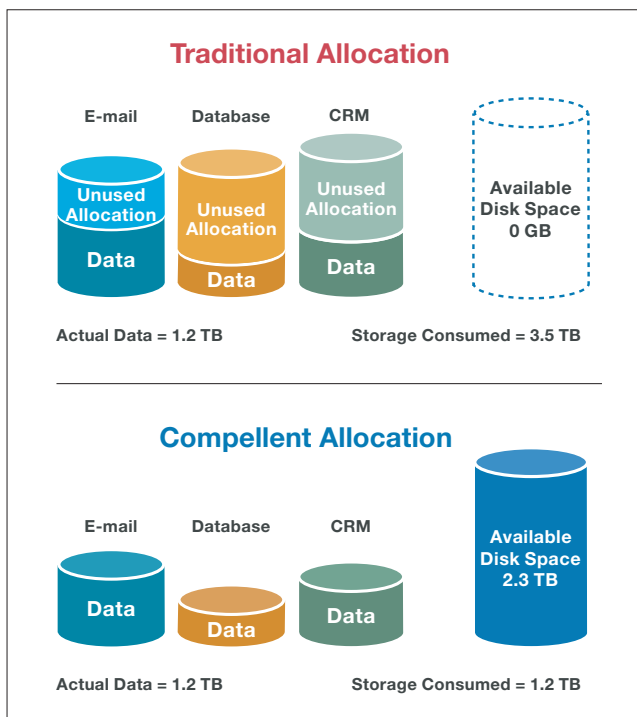 Traditional Allocation
E-mail
Database
CRM
Unused
Allocation
Data
Unused
Allocation
Data
Unused
Allocation
Data
Available
Disk Space
0 GB
Actual Data = 1.2 TB
Storage Consumed = 3.5 TB
Compellent Allocation
E-mail
Database
CRM
Data
Data
Data
Available
Disk Space
2.3 TB
Actual Data = 1.2 TB
Storage Consumed = 1.2 TB